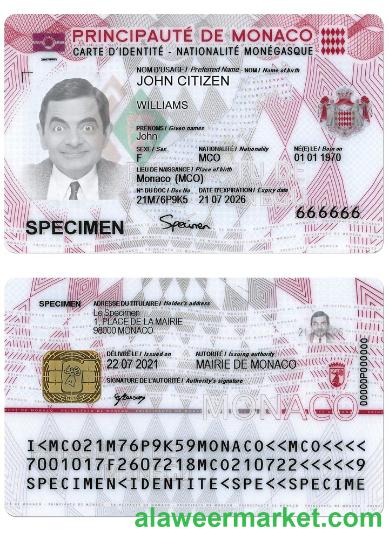 PRINCIPAUTÉ DE MONACO
CARTE D'IDENTITÉ - NATIONALITÉ MONÉGASQUE
NOM D'USAGE / Preferred Name - NOM / Name of birth
JOHN CITIZEN
WILLIAMS
PRÉNOMS / Given names
John
SEXE / Sex NATIONALITÉ / Nationality NÉ(E) LE / Born on
F MCO 01 01 1970
LIEU DE NAISSANCE / Place of birth
Monaco (MCO)
N° DU DOC / Doc No DATE D'EXPIRATION / Expiry date
21M76P9K5 21 07 2026
SPECIMEN Specimen 666666
SPECIMEN ADRESSE DU TITULAIRE / Holder's address
Le Specimen
1, PLACE DE LA MAIRIE
98000 MONACO
DÉLIVRÉ LE / Issued on AUTORITÉ / Issuing authority
22 07 2021 MAIRIE DE MONACO
SIGNATURE DE L'AUTORITÉ / Authority's signature
00000P000000
MONACO
I<MCO21M76P9K59MONACO<<MCO<<<<
7001017F2607218MCO210722<<<<<9
SPECIMEN<IDENTITE<SPE<<SPECIME
alaweermarket.com